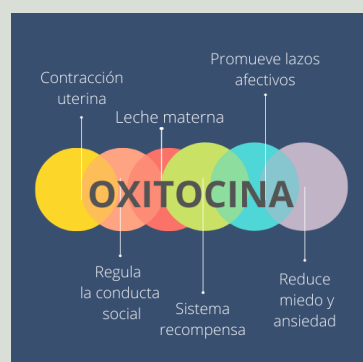 Promueve lazos
afectivos
Contracción
uterina
Leche materna
OXITOCINA
Regula
la conducta
social
Sistema
recompensa
Reduce
miedo y
ansiedad